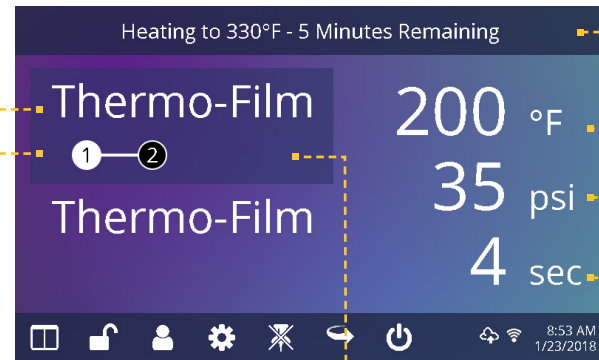 Heating to 330°F - 5 Minutes Remaining
Thermo-Film
1 2
Thermo-Film
200 °F
35 psi
4 sec
8:53 AM
1/23/2018